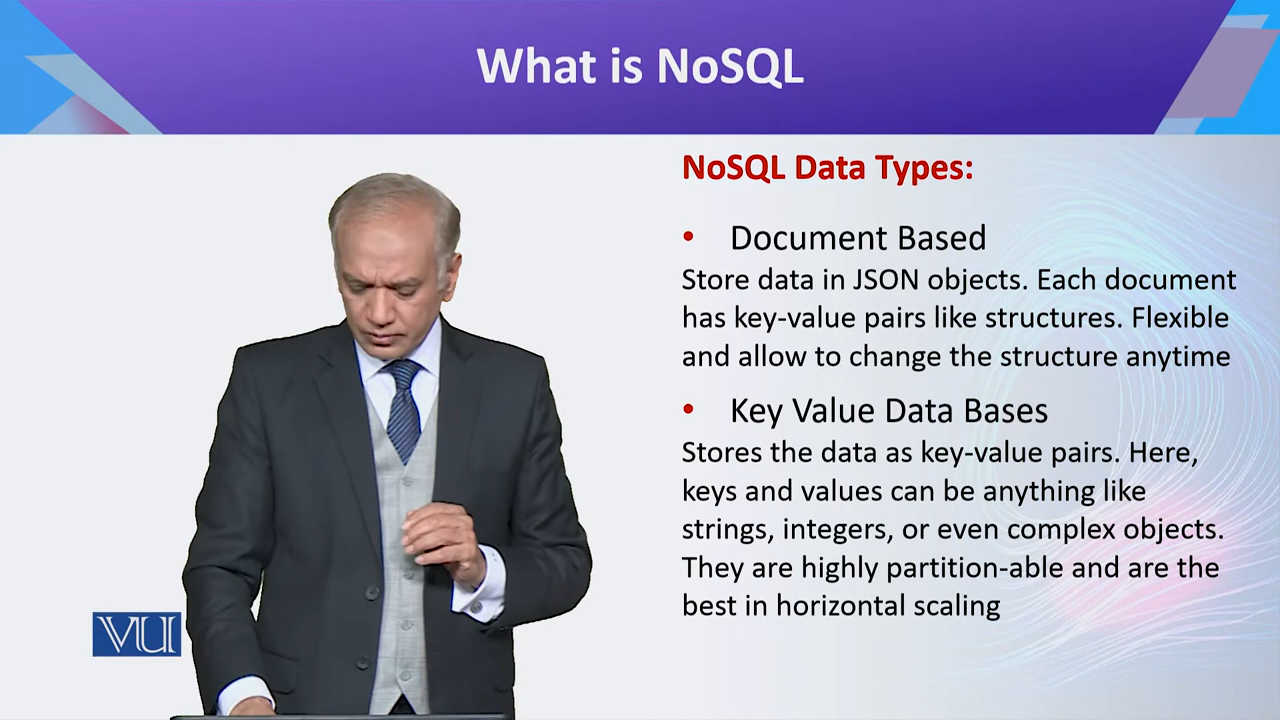 What is NoSQL
NoSQL Data Types:
• Document Based
Store data in JSON objects. Each document
has key-value pairs like structures. Flexible
and allow to change the structure anytime
• Key Value Data Bases
Stores the data as key-value pairs. Here,
keys and values can be anything like
strings, integers, or even complex objects.
They are highly partition-able and are the
best in horizontal scaling
VU